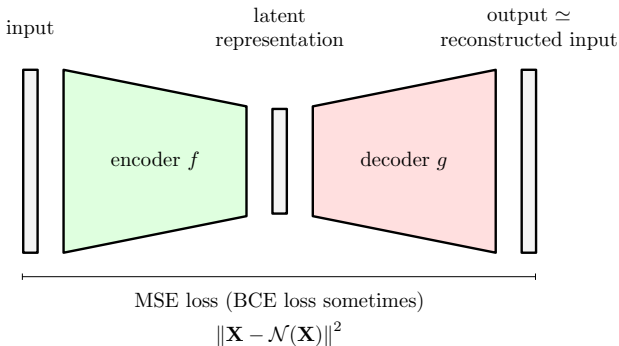 input
latent
representation
output ≃
reconstructed input
encoder f
decoder g
MSE loss (BCE loss sometimes)
‖X − 𝒩(X)‖²